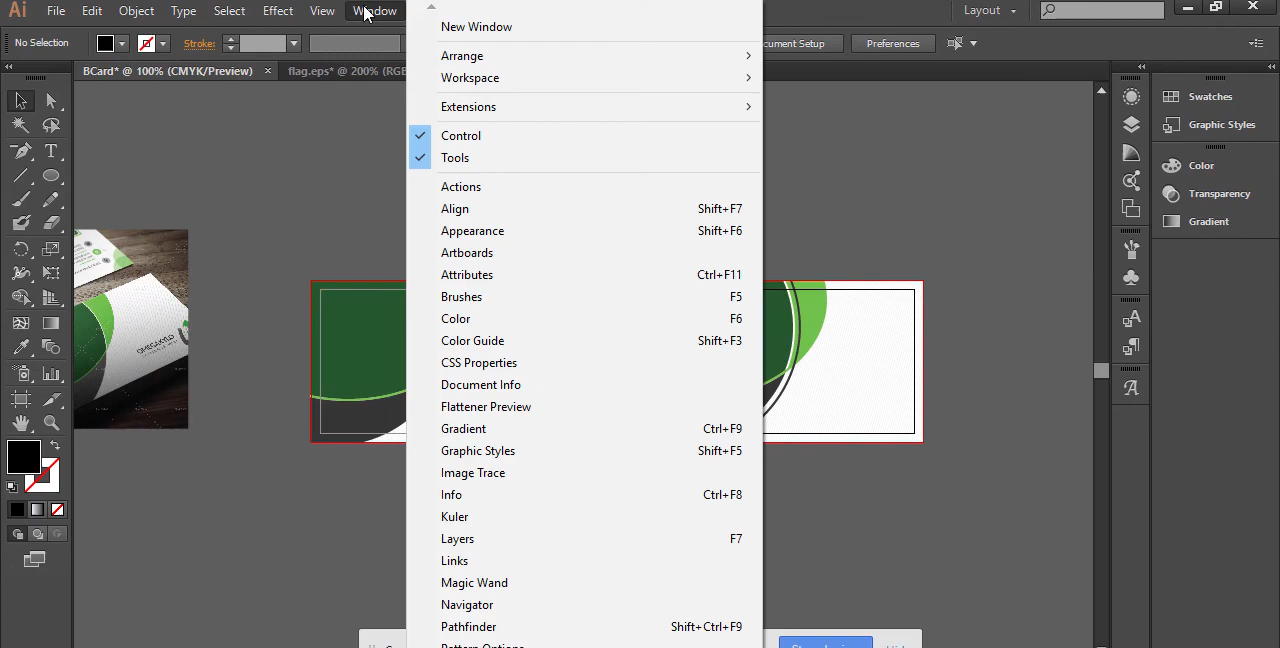 Ai File Edit Object Type Select Effect View Window Layout
No Selection Stroke: cument Setup Preferences
BCard* @ 100% (CMYK/Preview) × flag.eps* @ 200% (RGB
New Window
Arrange
Workspace
Extensions
Control
Tools
Actions
Align Shift+F7
Appearance Shift+F6
Artboards
Attributes Ctrl+F11
Brushes F5
Color F6
Color Guide Shift+F3
CSS Properties
Document Info
Flattener Preview
Gradient Ctrl+F9
Graphic Styles Shift+F5
Image Trace
Info Ctrl+F8
Kuler
Layers F7
Links
Magic Wand
Navigator
Pathfinder Shift+Ctrl+F9
Pattern Options
Swatches
Graphic Styles
Color
Transparency
Gradient